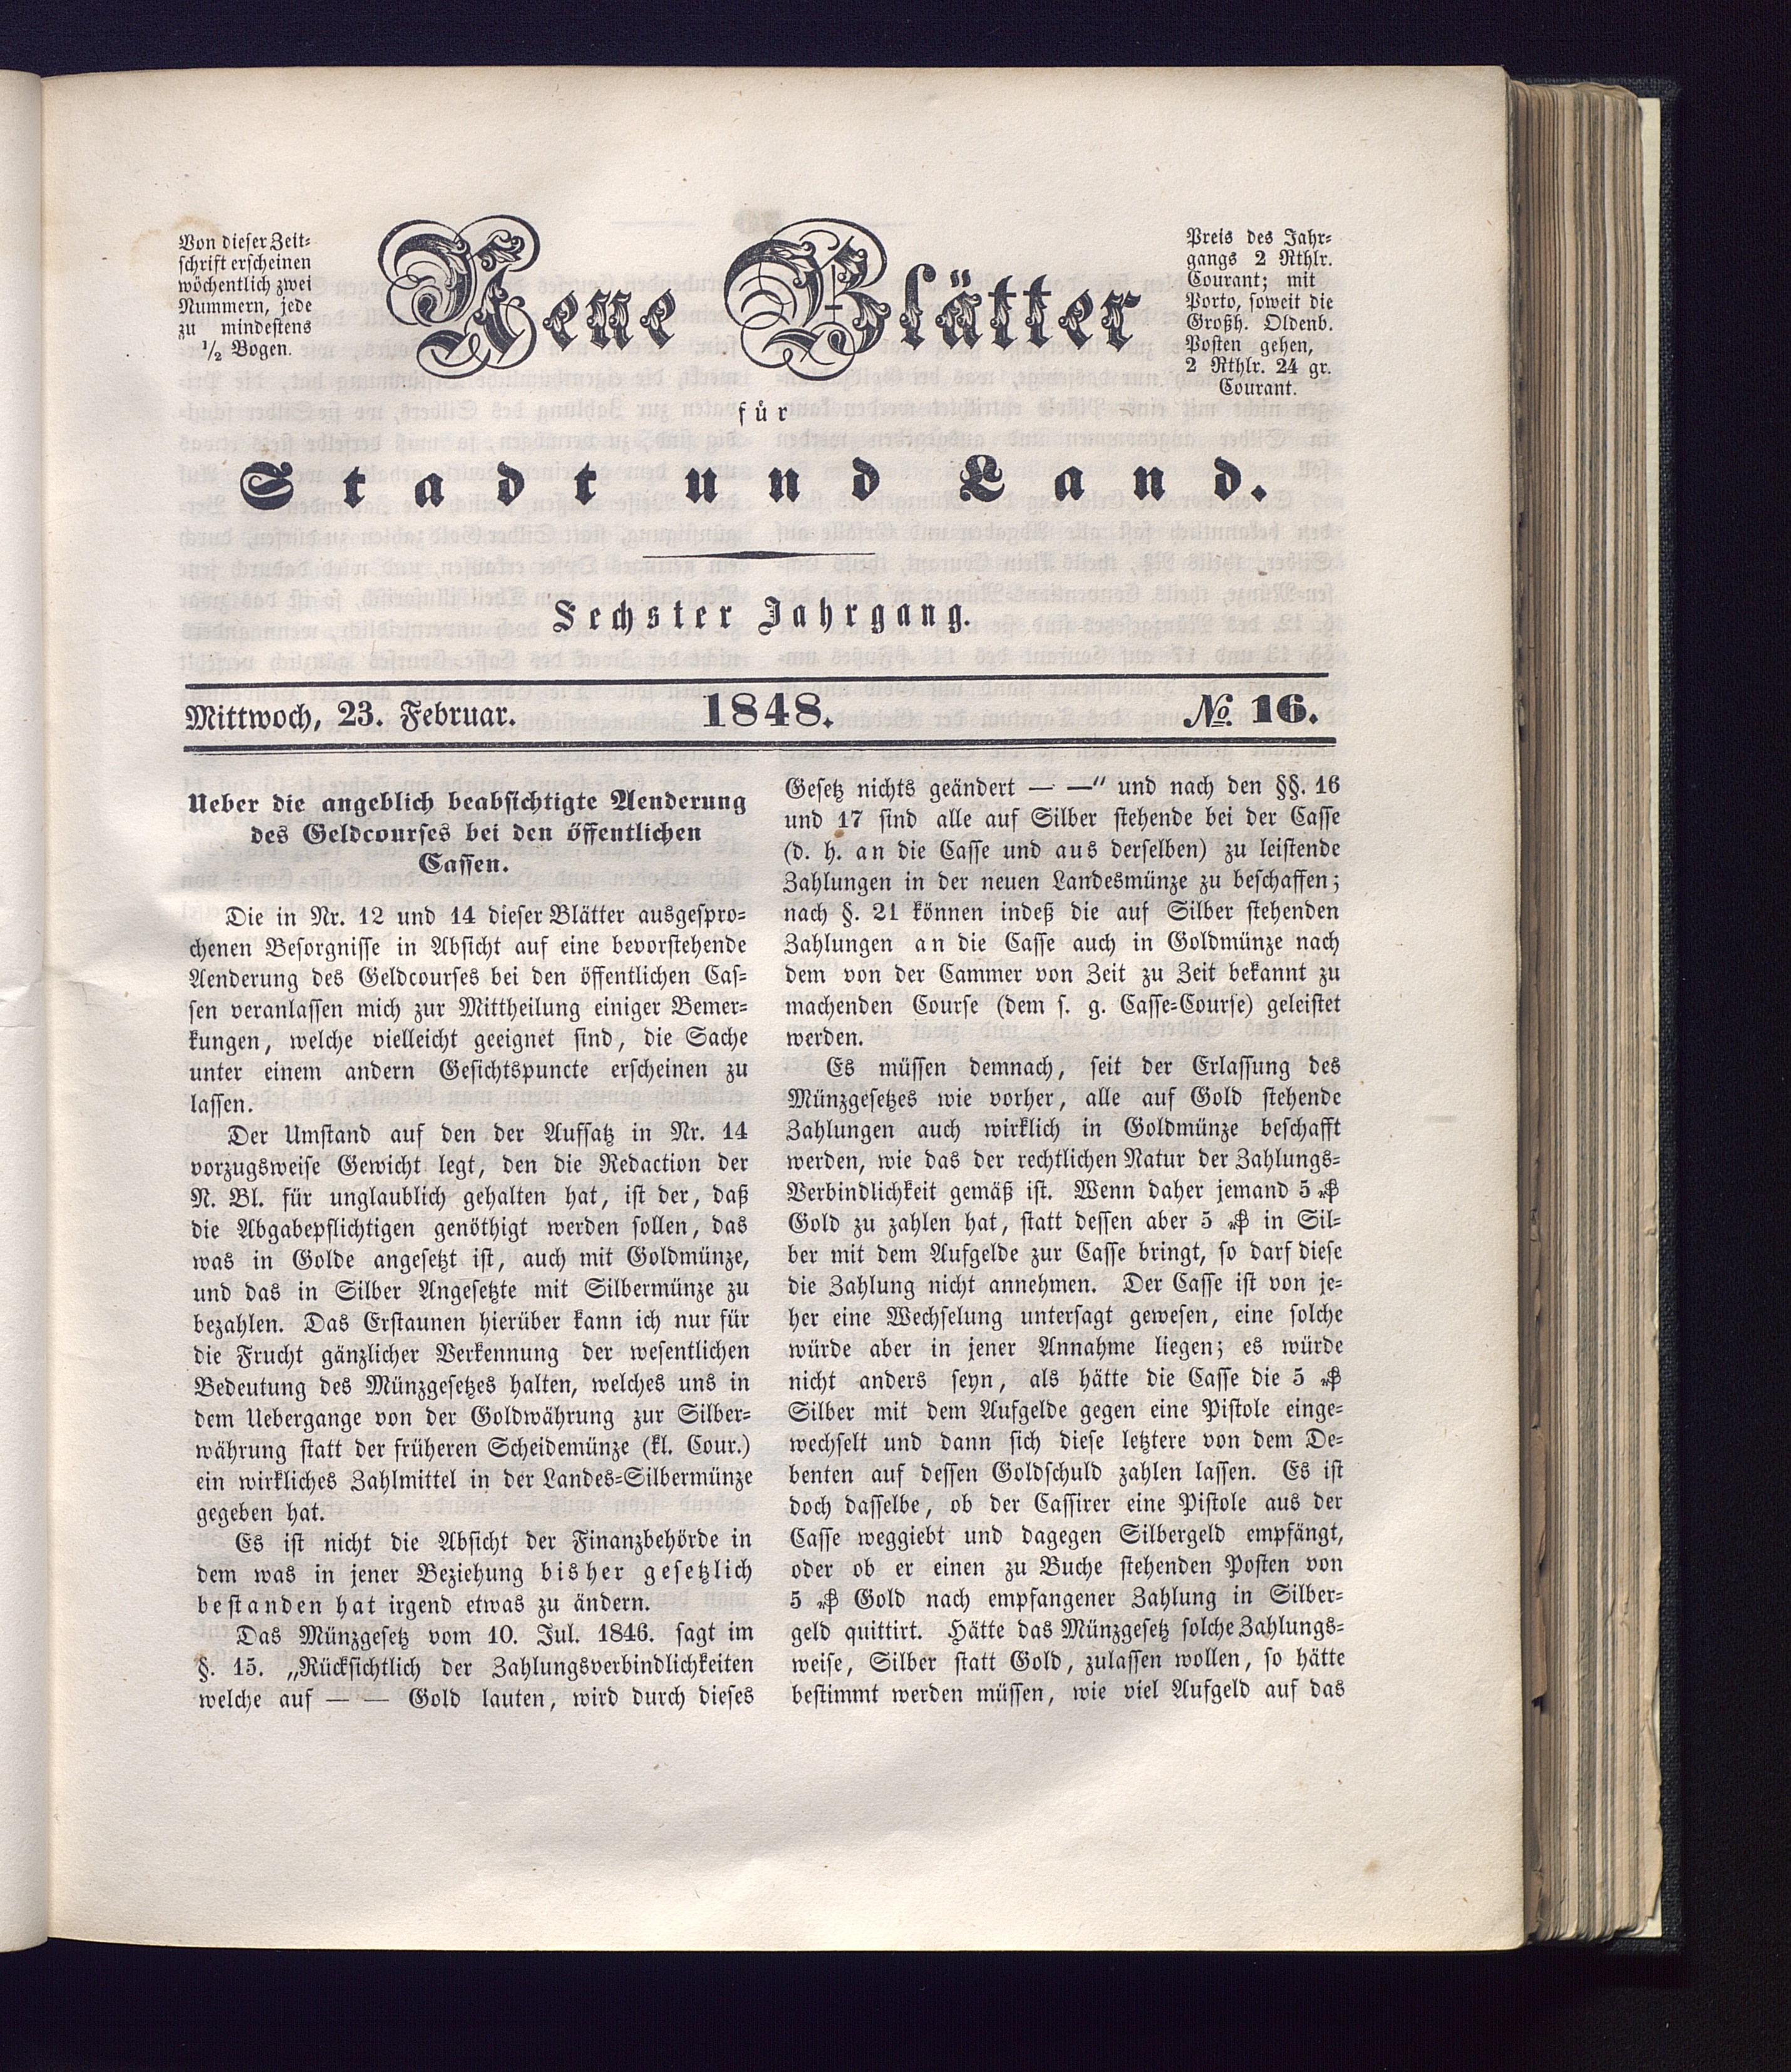 Von dieser Zeit-
schrift erscheinen
wöchentlich zwei
Nummern, jede
zu mindestens
1/2 Bogen.
Neue Blätter
für
Stadt und Land.
Preis des Jahr-
gangs 2 Rthlr.
Courant; mit
Porto, soweit die
Großh. Oldenb.
Posten gehen,
2 Rthlr. 24 gr.
Courant.
Sechster Jahrgang.
Mittwoch, 23. Februar. 1848. No. 16.
Ueber die angeblich beabsichtigte Aenderung
des Geldcourses bei den öffentlichen
Cassen.
Die in Nr. 12 und 14 dieser Blätter ausgespro-
chenen Besorgnisse in Absicht auf eine bevorstehende
Aenderung des Geldcourses bei den öffentlichen Cas-
sen veranlassen mich zur Mittheilung einiger Bemer-
kungen, welche vielleicht geeignet sind, die Sache
unter einem andern Gesichtspuncte erscheinen zu
lassen.
Der Umstand auf den der Aufsatz in Nr. 14
vorzugsweise Gewicht legt, den die Redaction der
N. Bl. für unglaublich gehalten hat, ist der, daß
die Abgabepflichtigen genöthigt werden sollen, das
was in Golde angesetzt ist, auch mit Goldmünze,
und das in Silber Angesetzte mit Silbermünze zu
bezahlen. Das Erstaunen hierüber kann ich nur für
die Frucht gänzlicher Verkennung der wesentlichen
Bedeutung des Münzgesetzes halten, welches uns in
dem Uebergange von der Goldwährung zur Silber-
währung statt der früheren Scheidemünze (kl. Cour.)
ein wirkliches Zahlmittel in der Landes-Silbermünze
gegeben hat.
Es ist nicht die Absicht der Finanzbehörde in
dem was in jener Beziehung bisher gesetzlich
bestanden hat irgend etwas zu ändern.
Das Münzgesetz vom 10. Jul. 1846. sagt im
§. 15. „Rücksichtlich der Zahlungsverbindlichkeiten
welche auf — — Gold lauten, wird durch dieses
Gesetz nichts geändert — —“ und nach den §§. 16
und 17 sind alle auf Silber stehende bei der Casse
(d. h. an die Casse und aus derselben) zu leistende
Zahlungen in der neuen Landesmünze zu beschaffen;
nach §. 21 können indeß die auf Silber stehenden
Zahlungen an die Casse auch in Goldmünze nach
dem von der Cammer von Zeit zu Zeit bekannt zu
machenden Course (dem s. g. Casse-Course) geleistet
werden.
Es müssen demnach, seit der Erlassung des
Münzgesetzes wie vorher, alle auf Gold stehende
Zahlungen auch wirklich in Goldmünze beschafft
werden, wie das der rechtlichen Natur der Zahlungs-
Verbindlichkeit gemäß ist. Wenn daher jemand 5 ₰
Gold zu zahlen hat, statt dessen aber 5 ₰ in Sil-
ber mit dem Aufgelde zur Casse bringt, so darf diese
die Zahlung nicht annehmen. Der Casse ist von je-
her eine Wechselung untersagt gewesen, eine solche
würde aber in jener Annahme liegen; es würde
nicht anders seyn, als hätte die Casse die 5 ₰
Silber mit dem Aufgelde gegen eine Pistole einge-
wechselt und dann sich diese letztere von dem De-
benten auf dessen Goldschuld zahlen lassen. Es ist
doch dasselbe, ob der Cassirer eine Pistole aus der
Casse weggiebt und dagegen Silbergeld empfängt,
oder ob er einen zu Buche stehenden Posten von
5 ₰ Gold nach empfangener Zahlung in Silber-
geld quittirt. Hätte das Münzgesetz solche Zahlungs-
weise, Silber statt Gold, zulassen wollen, so hätte
bestimmt werden müssen, wie viel Aufgeld auf das